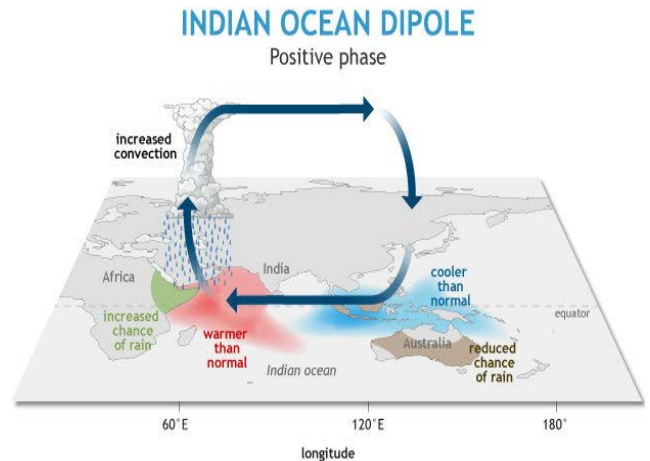 INDIAN OCEAN DIPOLE
Positive phase
increased
convection
Africa
India
cooler
than
normal
equator
increased
chance
of rain
warmer
than
normal
Indian ocean
Australia
reduced
chance
of rain
60°E
120°E
180°
longitude